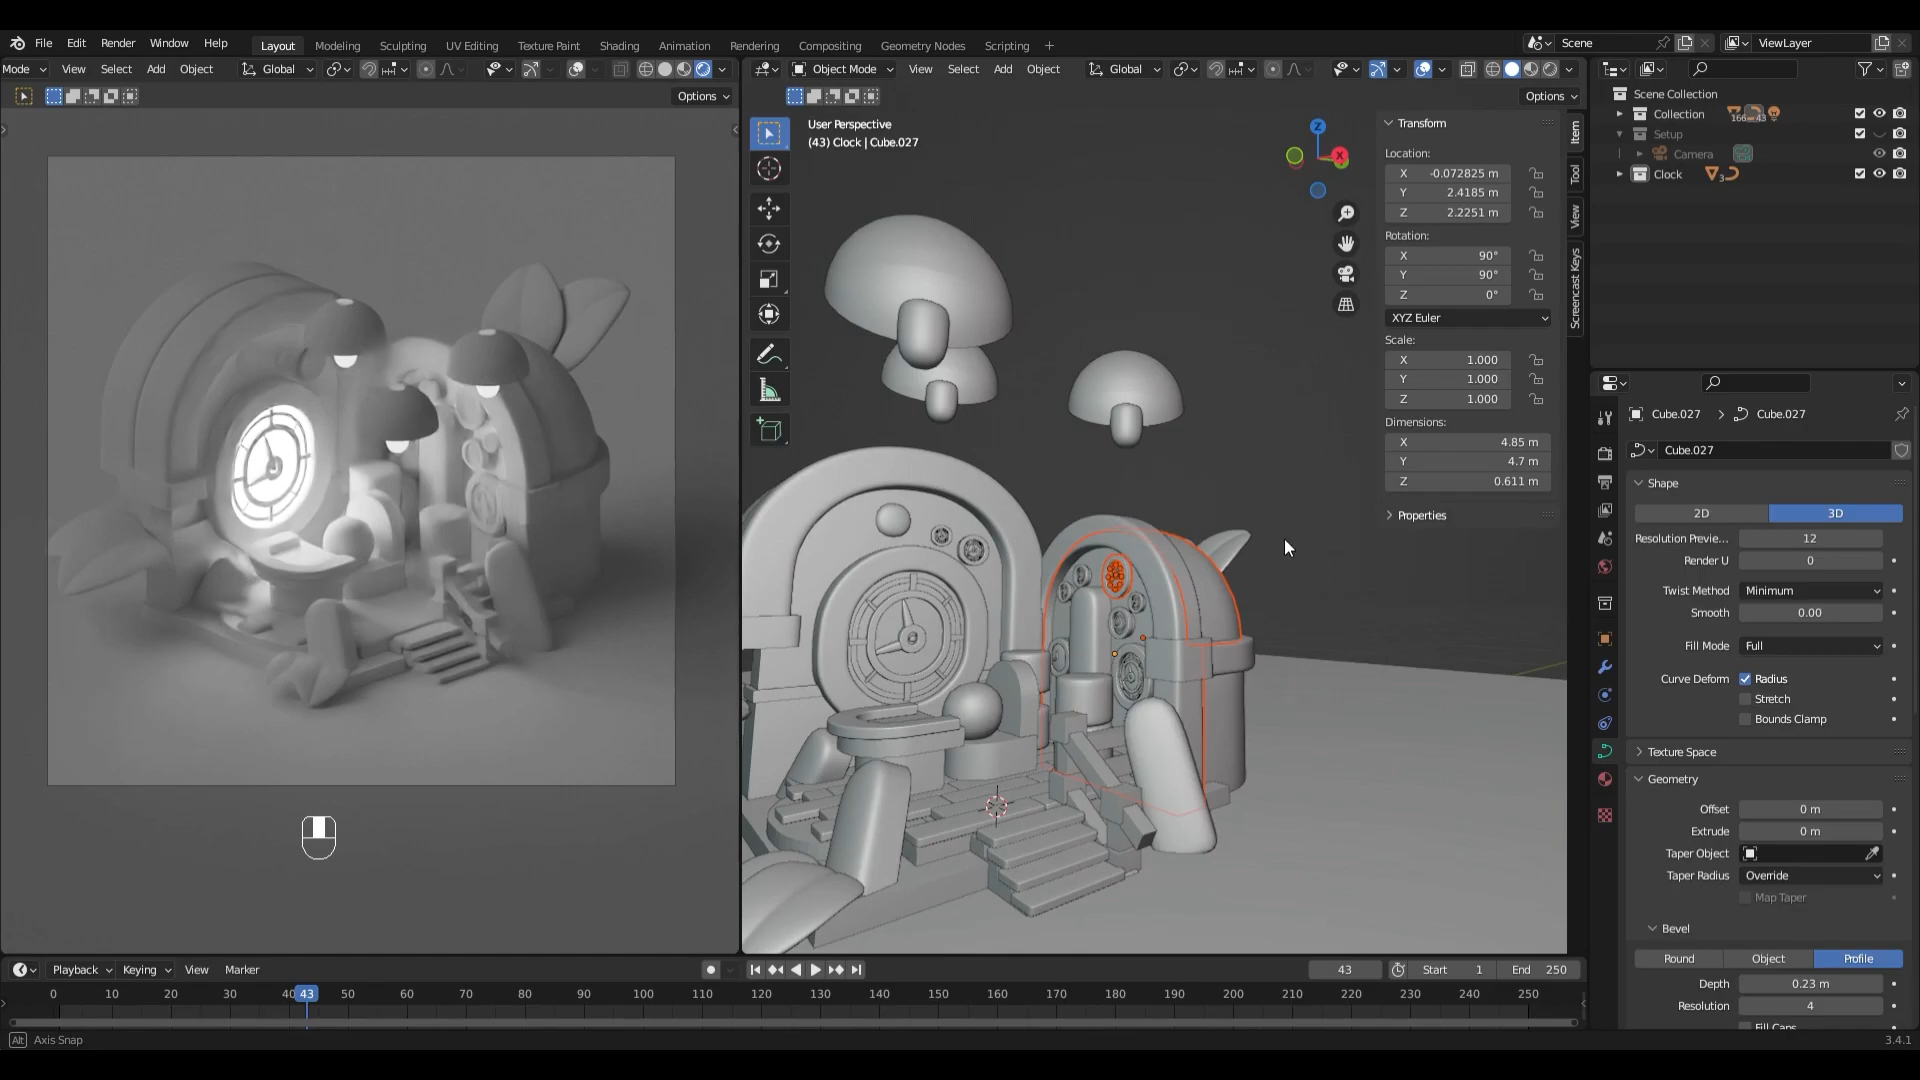 File Edit Render Window Help Layout Modeling Sculpting UV Editing Texture Paint Shading Animation Rendering Compositing Geometry Nodes Scripting + Scene ViewLayer
Mode View Select Add Object Global Object Mode View Select Add Object Global
Options Options
User Perspective
(43) Clock | Cube.027
Transform
Location:
X -0.072825 m
Y 2.4185 m
Z 2.2251 m
Rotation:
X 90°
Y 90°
Z 0°
XYZ Euler
Scale:
X 1.000
Y 1.000
Z 1.000
Dimensions:
X 4.85 m
Y 4.7 m
Z 0.611 m
Properties
Item
Tool
View
Screencast Keys
Z
X
Scene Collection
Collection 166 43
Setup
Camera
Clock 3
Cube.027 > Cube.027
Cube.027
Shape
2D 3D
Resolution Previe... 12
Render U 0
Twist Method Minimum
Smooth 0.00
Fill Mode Full
Curve Deform Radius
Stretch
Bounds Clamp
Texture Space
Geometry
Offset 0 m
Extrude 0 m
Taper Object
Taper Radius Override
Map Taper
Bevel
Round Object Profile
Depth 0.23 m
Resolution 4
Fill Caps
Playback Keying View Marker 43 Start 1 End 250
0 10 20 30 40 43 50 60 70 80 90 100 110 120 130 140 150 160 170 180 190 200 210 220 230 240 250
Alt Axis Snap 3.4.1